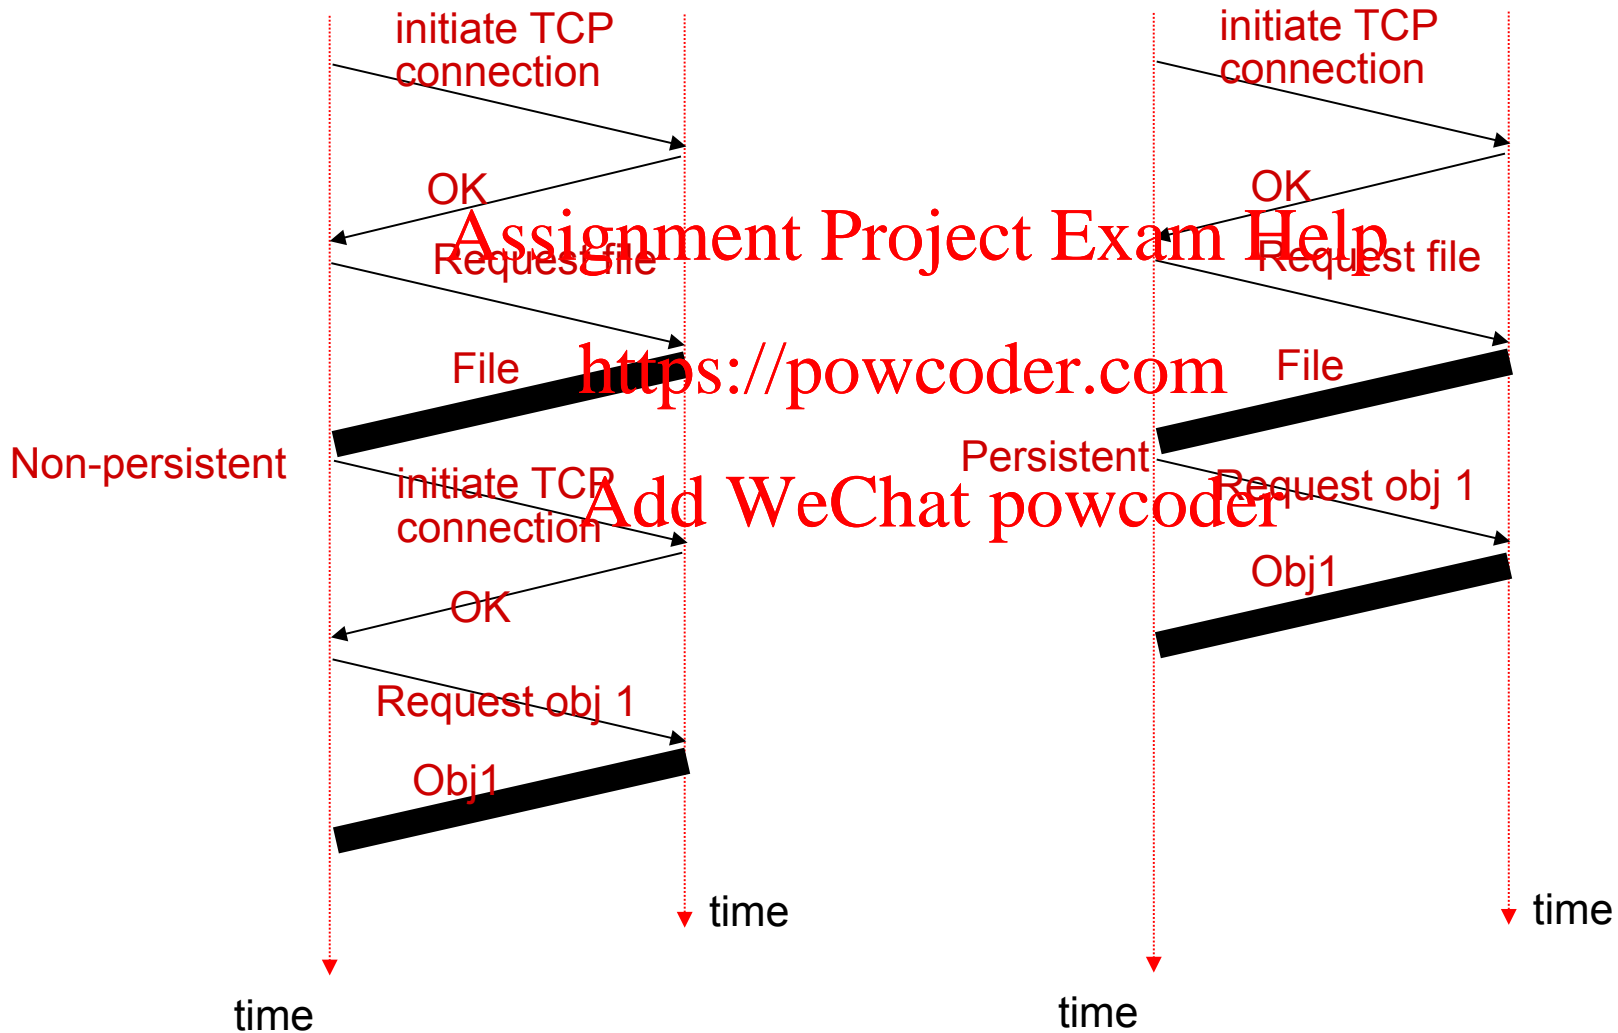 initiate TCP
connection
OK
Request file
File
Non-persistent
initiate TCP
connection
OK
Request obj 1
Obj1
time
time
initiate TCP
connection
OK
Request file
File
Persistent
Request obj 1
Obj1
time
time
Assignment Project Exam Help
https://powcoder.com
Add WeChat powcoder